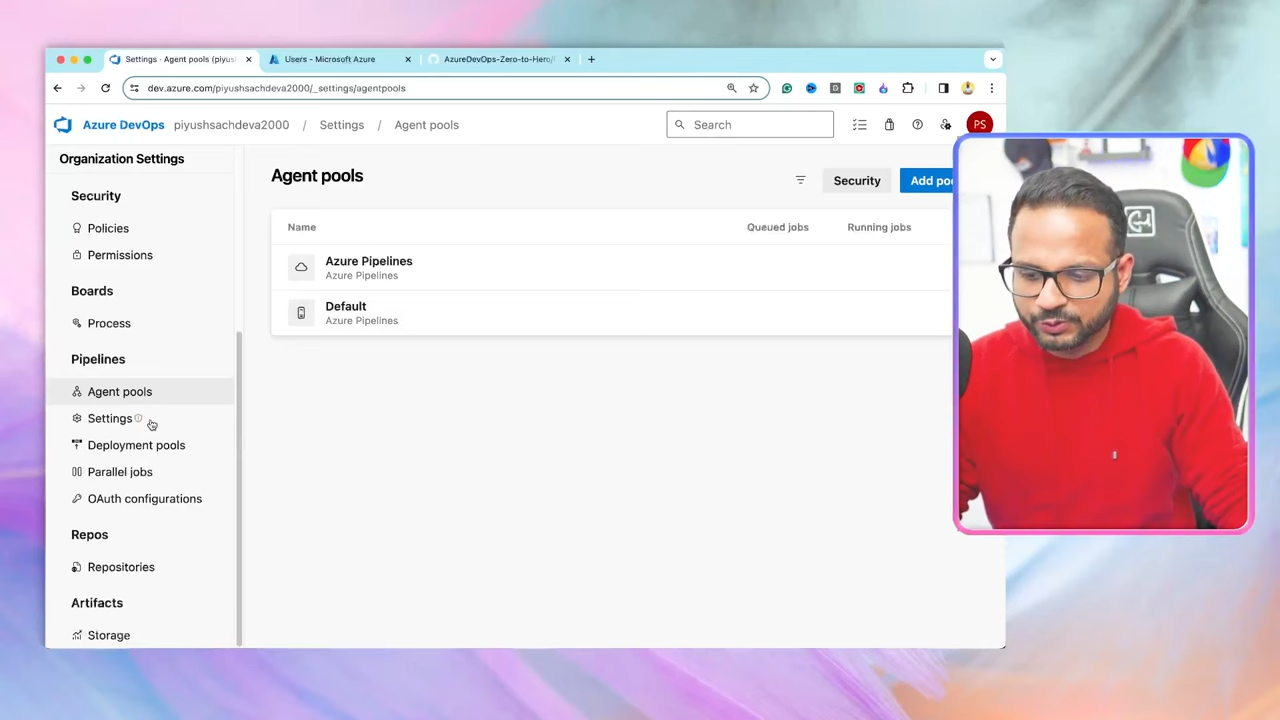 Settings · Agent pools (piyus
Users - Microsoft Azure
AzureDevOps-Zero-to-Hero/
dev.azure.com/piyushsachdeva2000/_settings/agentpools
Azure DevOps piyushsachdeva2000 / Settings / Agent pools
Search
PS
Organization Settings
Security
Policies
Permissions
Boards
Process
Pipelines
Agent pools
Settings
Deployment pools
Parallel jobs
OAuth configurations
Repos
Repositories
Artifacts
Storage
Agent pools
Security
Add poo
Name Queued jobs Running jobs
Azure Pipelines
Azure Pipelines
Default
Azure Pipelines